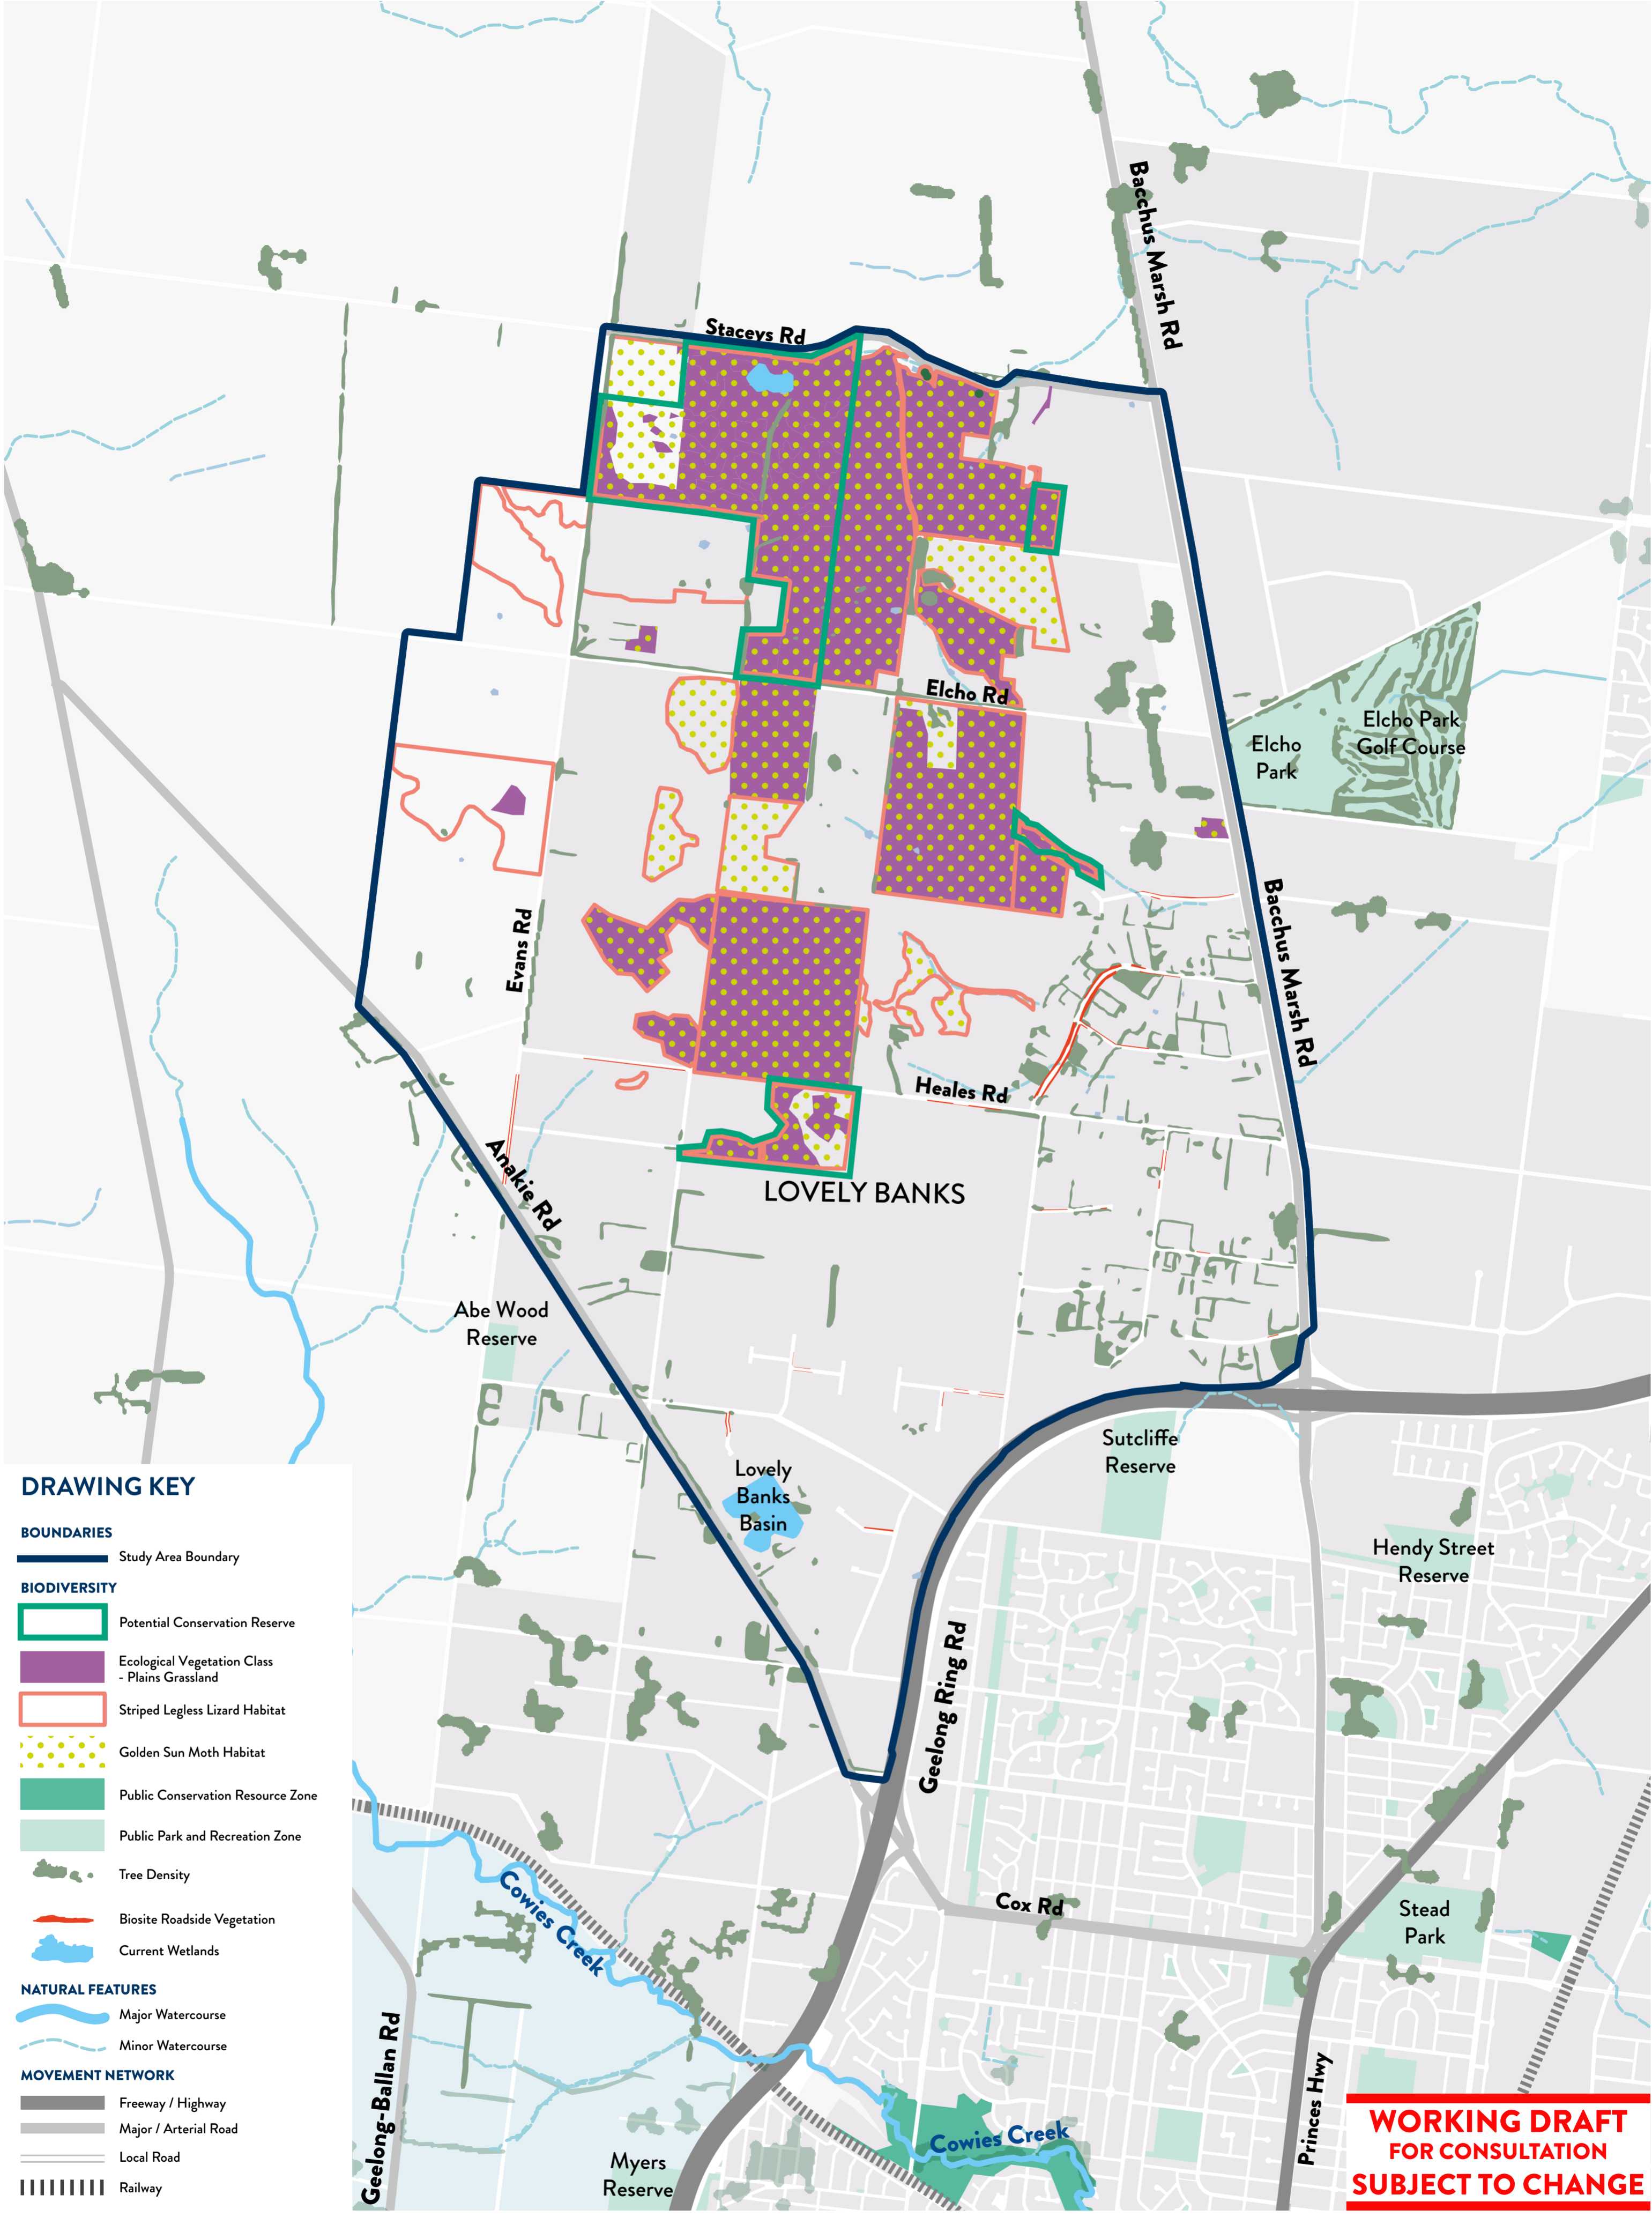 Staceys Rd
Bacchus Marsh Rd
Elcho Rd
Elcho
Park
Elcho Park
Golf Course
Evans Rd
Bacchus Marsh Rd
Heales Rd
Anakie Rd
LOVELY BANKS
Abe Wood
Reserve
Sutcliffe
Reserve
Lovely
Banks
Basin
Hendy Street
Reserve
Geelong Ring Rd
Cox Rd
Stead
Park
Cowies Creek
Geelong-Ballan Rd
Cowies Creek
Princes Hwy
Myers
Reserve
DRAWING KEY
BOUNDARIES
Study Area Boundary
BIODIVERSITY
Potential Conservation Reserve
Ecological Vegetation Class
- Plains Grassland
Striped Legless Lizard Habitat
Golden Sun Moth Habitat
Public Conservation Resource Zone
Public Park and Recreation Zone
Tree Density
Biosite Roadside Vegetation
Current Wetlands
NATURAL FEATURES
Major Watercourse
Minor Watercourse
MOVEMENT NETWORK
Freeway / Highway
Major / Arterial Road
Local Road
Railway
WORKING DRAFT
FOR CONSULTATION
SUBJECT TO CHANGE